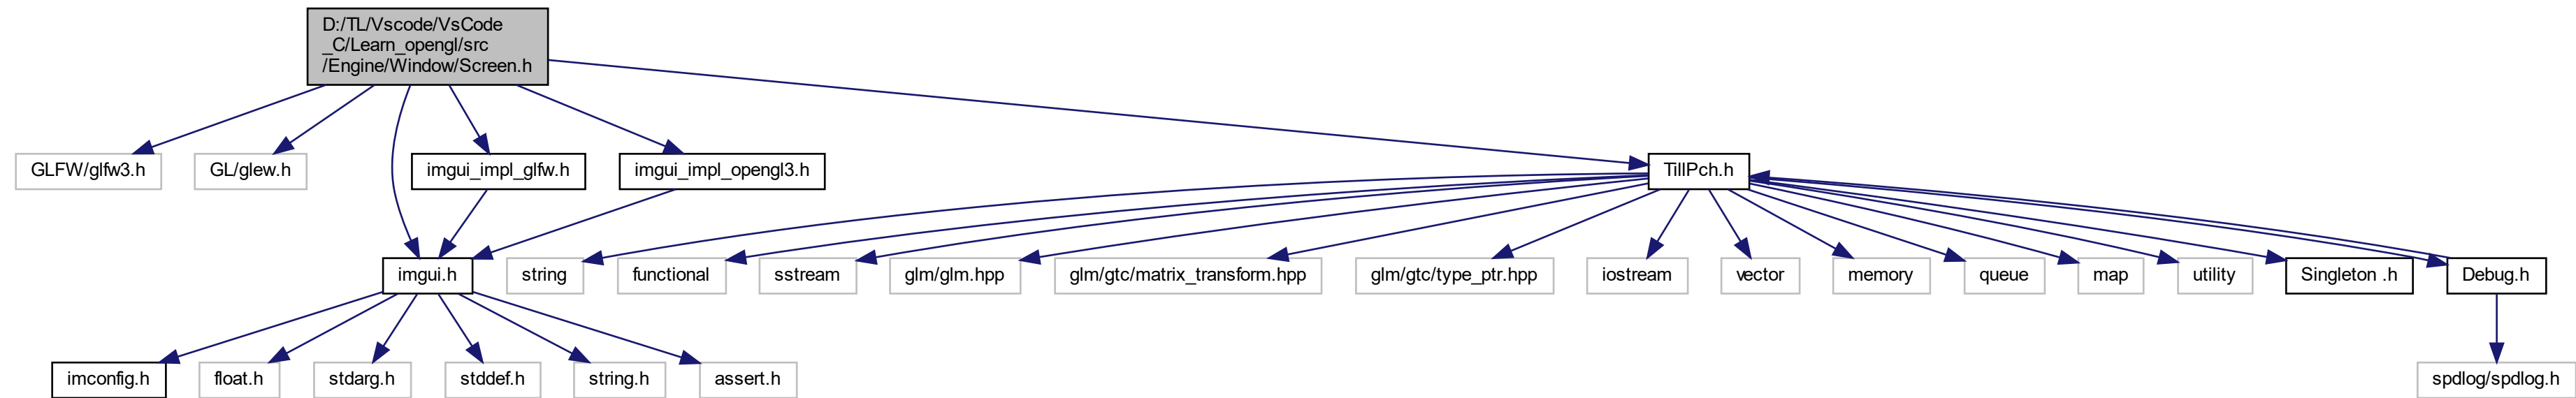 D:/TL/Vscode/VsCode
_C/Learn_opengl/src
/Engine/Window/Screen.h
GLFW/glfw3.h
GL/glew.h
imgui_impl_glfw.h
imgui_impl_opengl3.h
TillPch.h
imgui.h
string
functional
sstream
glm/glm.hpp
glm/gtc/matrix_transform.hpp
glm/gtc/type_ptr.hpp
iostream
vector
memory
queue
map
utility
Singleton .h
Debug.h
imconfig.h
float.h
stdarg.h
stddef.h
string.h
assert.h
spdlog/spdlog.h